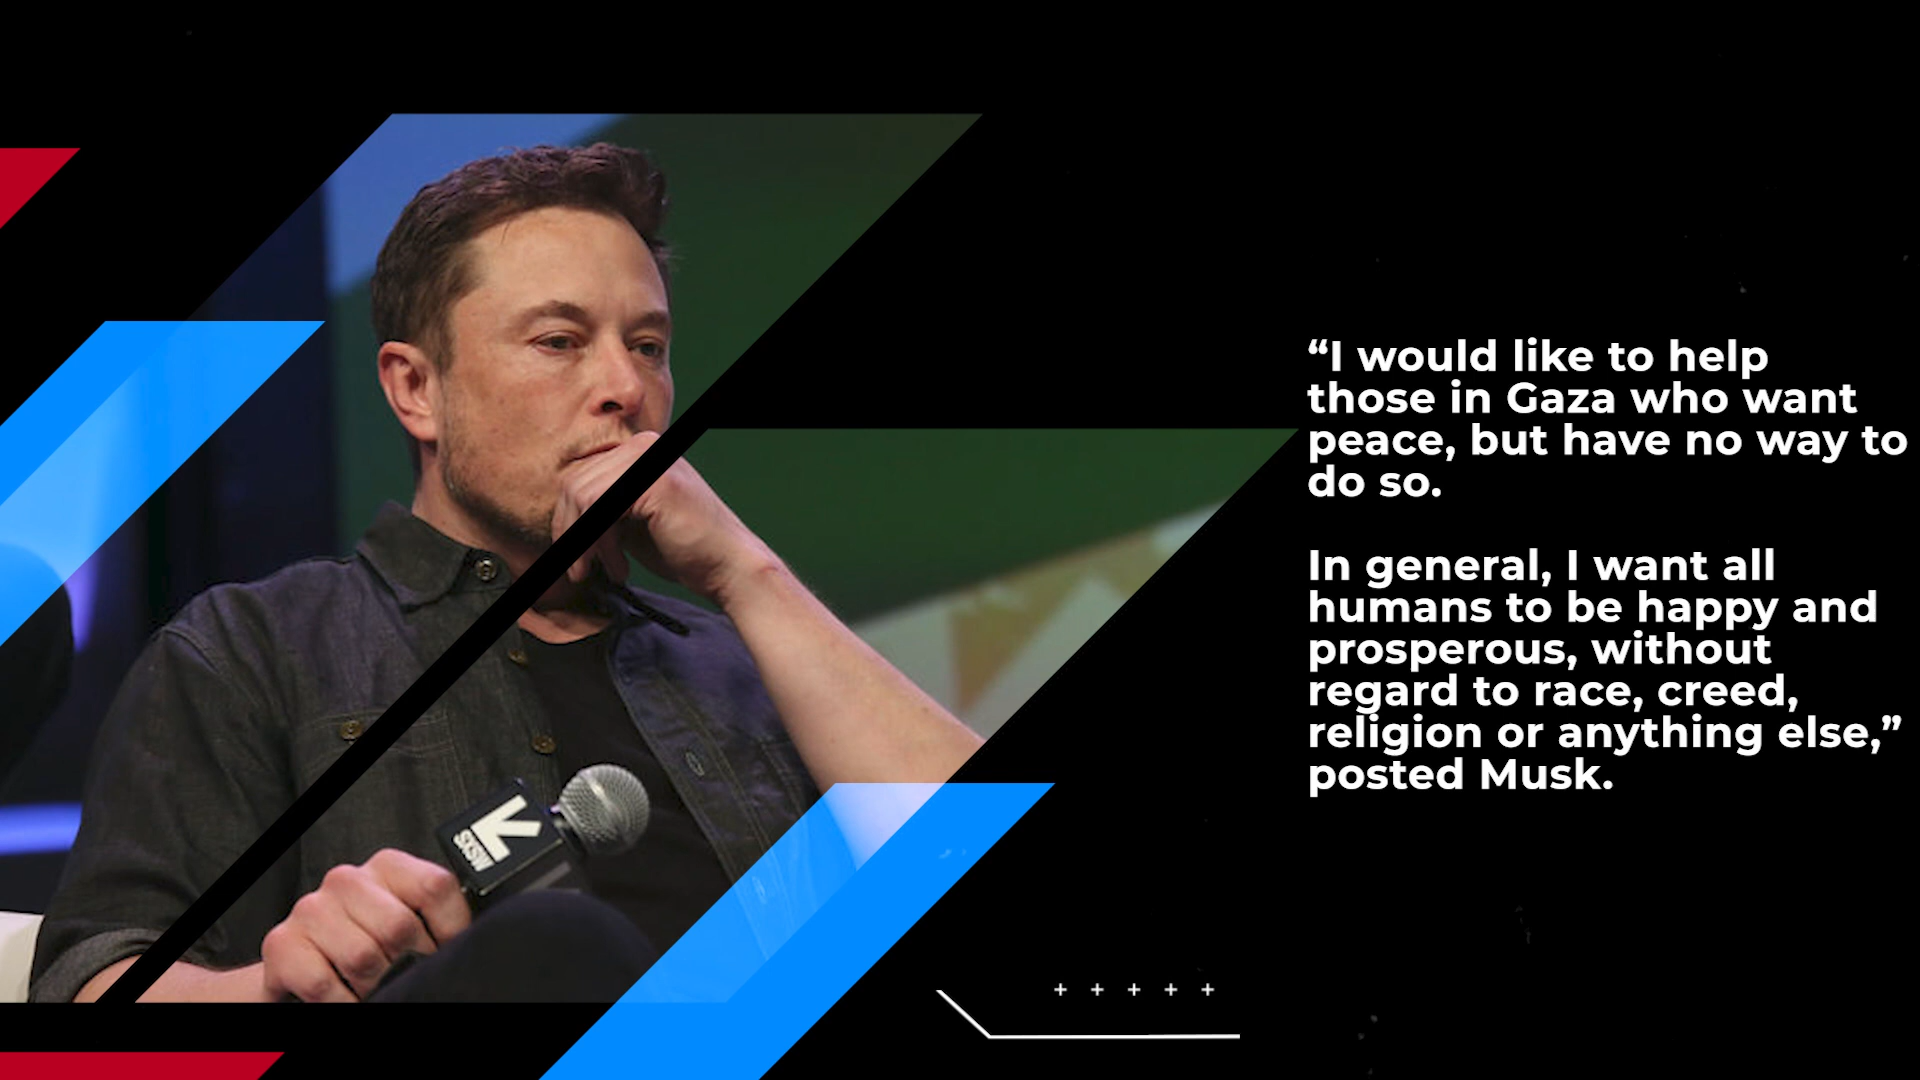 SXSW
“I would like to help
those in Gaza who want
peace, but have no way to
do so.
In general, I want all
humans to be happy and
prosperous, without
regard to race, creed,
religion or anything else,”
posted Musk.